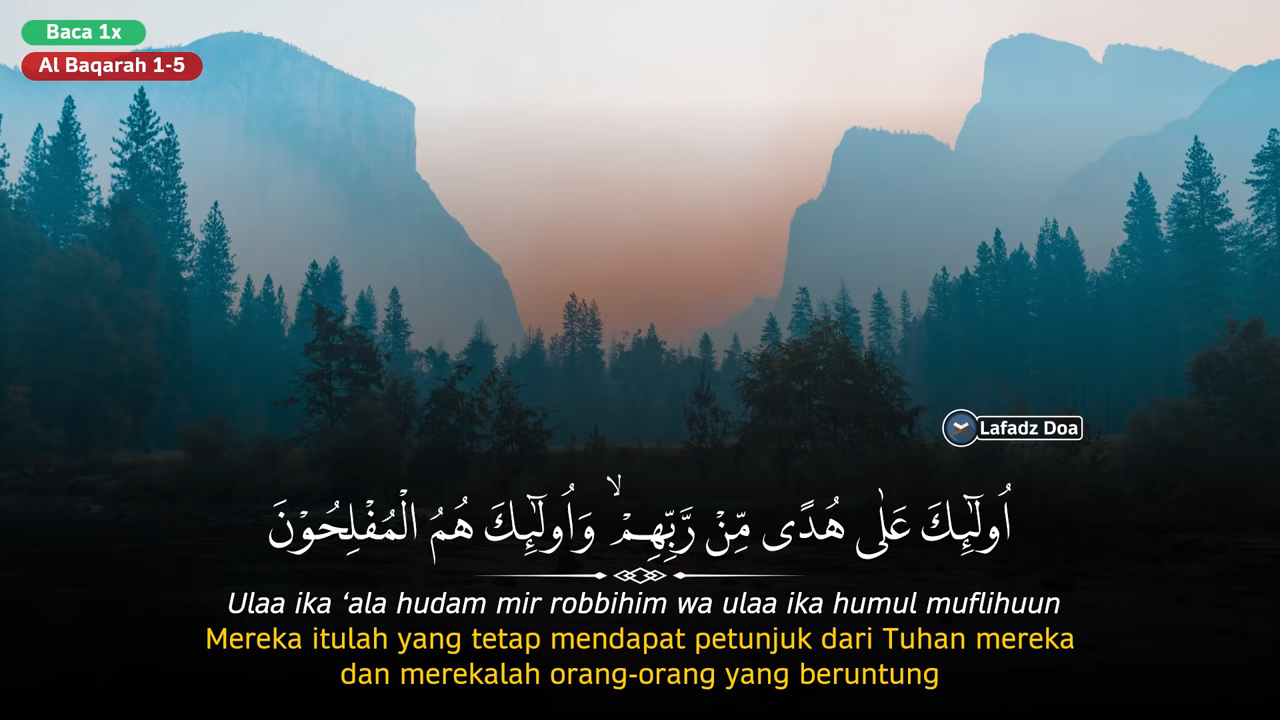 Baca 1x
Al Baqarah 1-5
Lafadz Doa
اُولٰۤىِٕكَ عَلٰى هُدًى مِّنْ رَّبِّهِمْ ۙ وَاُولٰۤىِٕكَ هُمُ الْمُفْلِحُوْنَ
Ulaa ika ‘ala hudam mir robbihim wa ulaa ika humul muflihuun
Mereka itulah yang tetap mendapat petunjuk dari Tuhan mereka
dan merekalah orang-orang yang beruntung